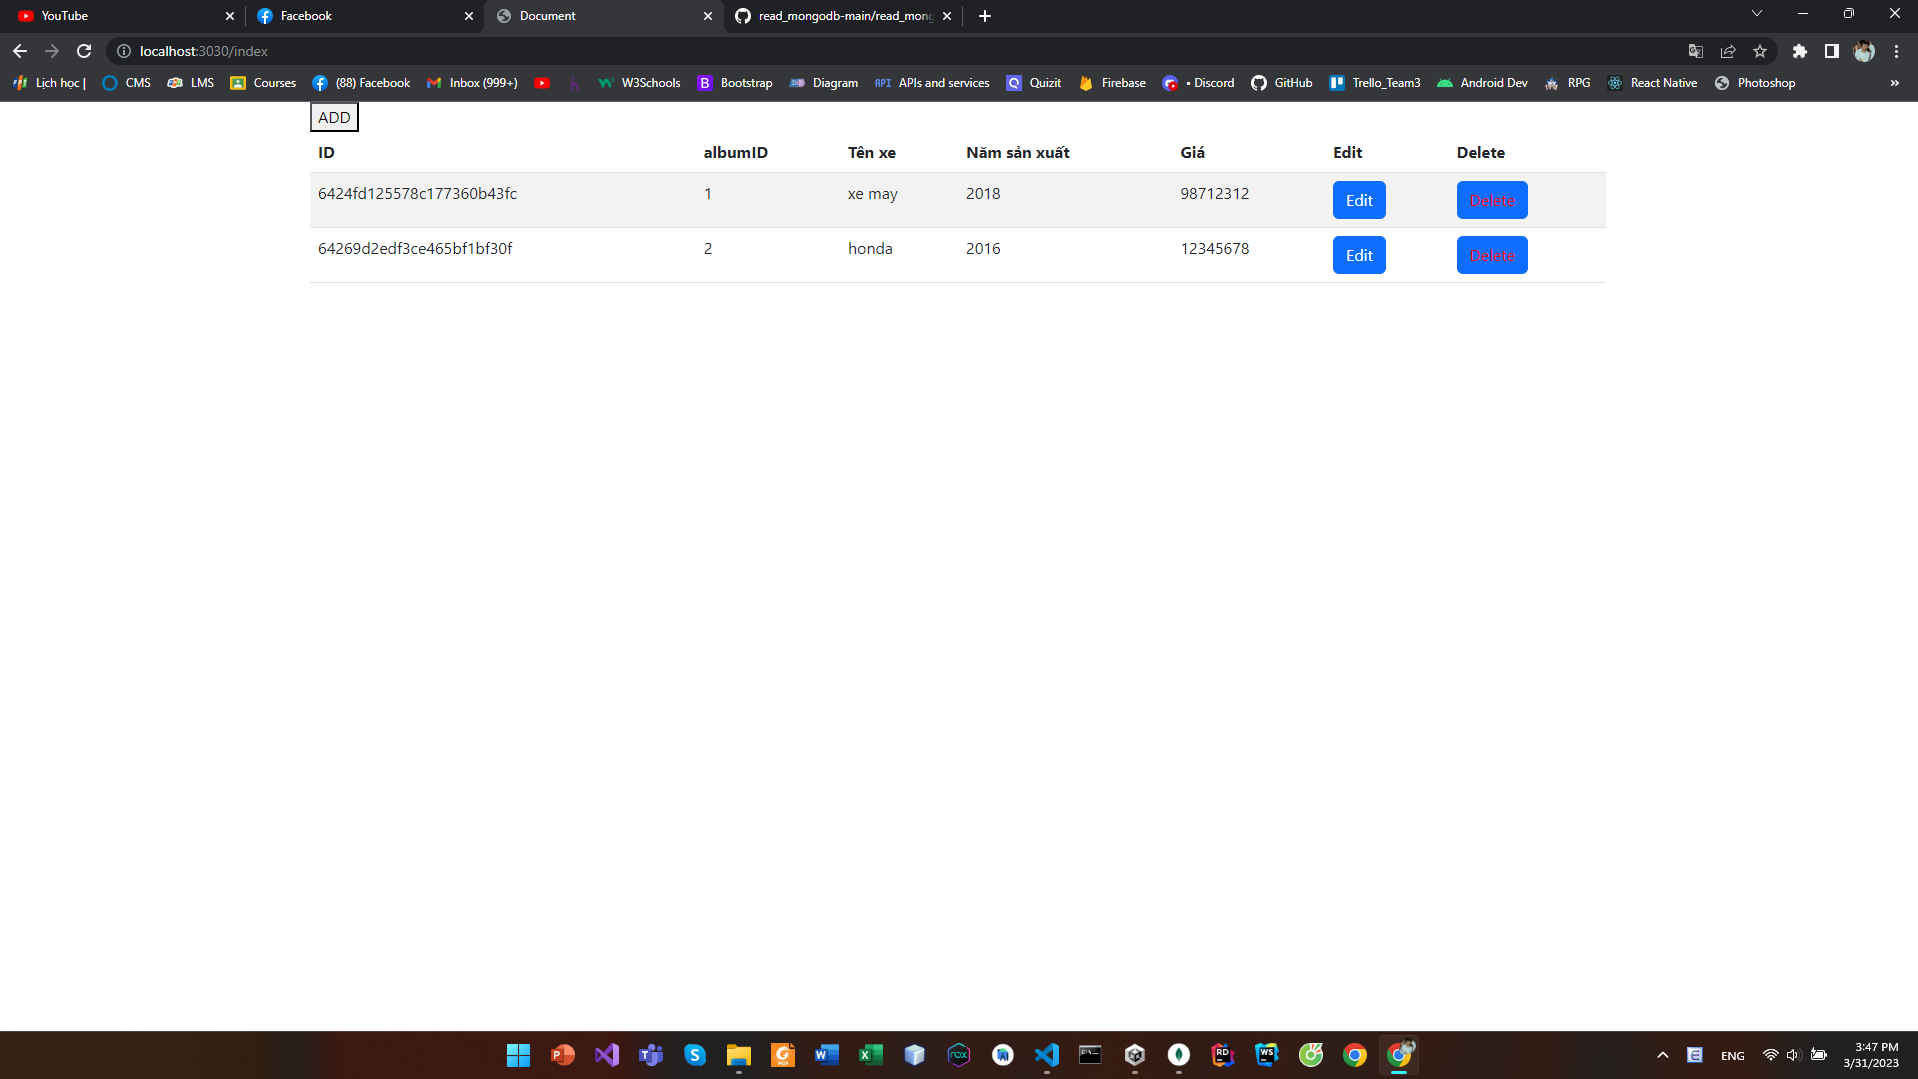 YouTube Facebook Document read_mongodb-main/read_mong
localhost:3030/index
Lịch học | CMS LMS Courses (88) Facebook Inbox (999+) W3Schools B Bootstrap Diagram API APIs and services Quizit Firebase • Discord GitHub Trello_Team3 Android Dev RPG React Native Photoshop »
ADD
ID albumID Tên xe Năm sản xuất Giá Edit Delete
6424fd125578c177360b43fc 1 xe may 2018 98712312 Edit Delete
64269d2edf3ce465bf1bf30f 2 honda 2016 12345678 Edit Delete
ENG 3:47 PM
3/31/2023